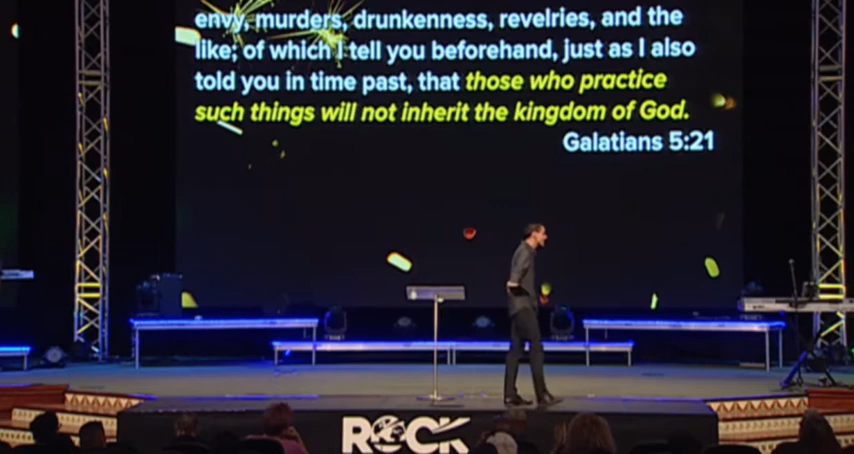 envy, murders, drunkenness, revelries, and the
like; of which I tell you beforehand, just as I also
told you in time past, that those who practice
such things will not inherit the kingdom of God.
Galatians 5:21
ROCK